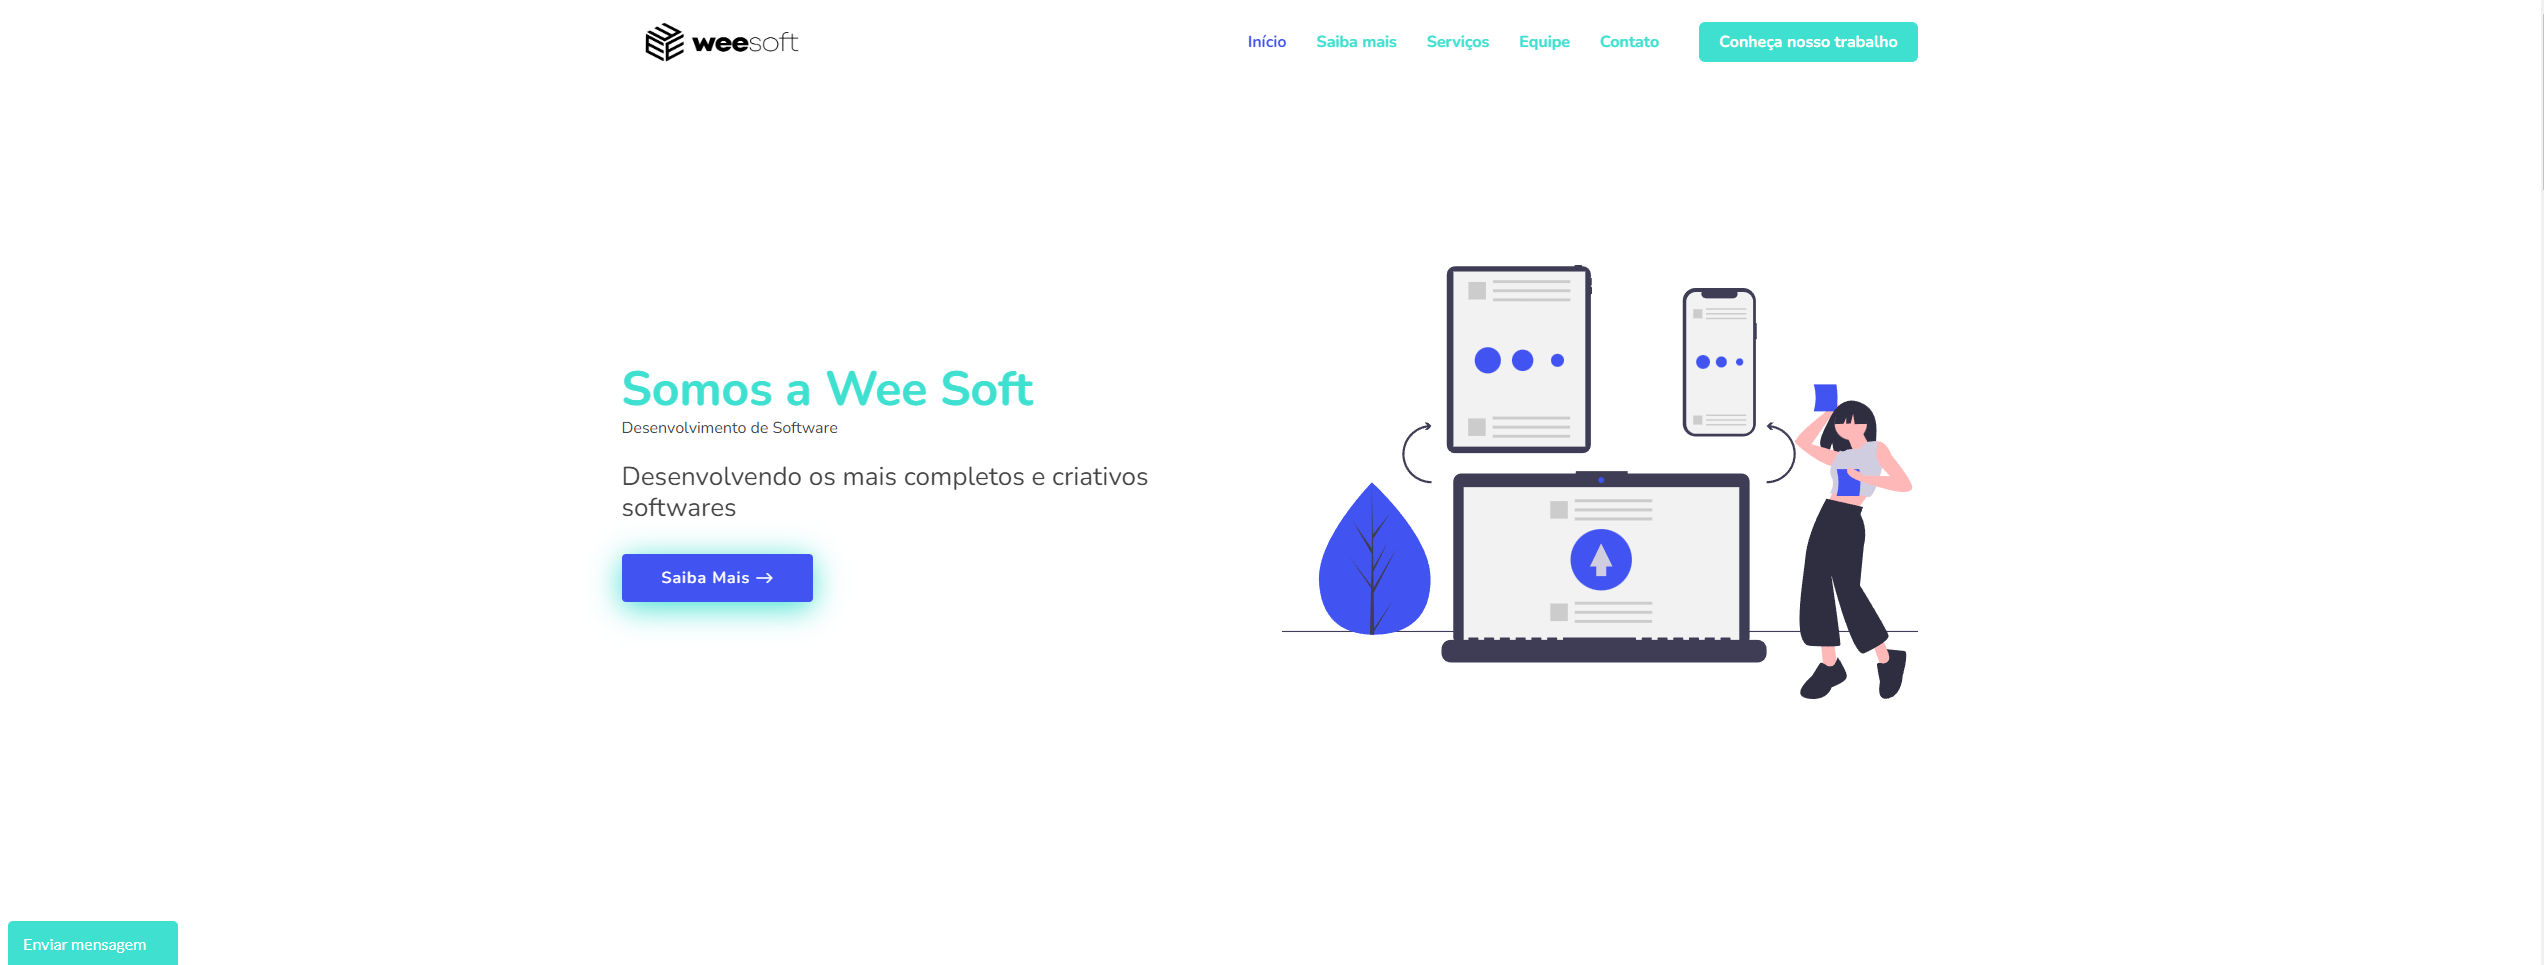 weesoft
Início
Saiba mais
Serviços
Equipe
Contato
Conheça nosso trabalho
Somos a Wee Soft
Desenvolvimento de Software
Desenvolvendo os mais completos e criativos
softwares
Saiba Mais →
Enviar mensagem